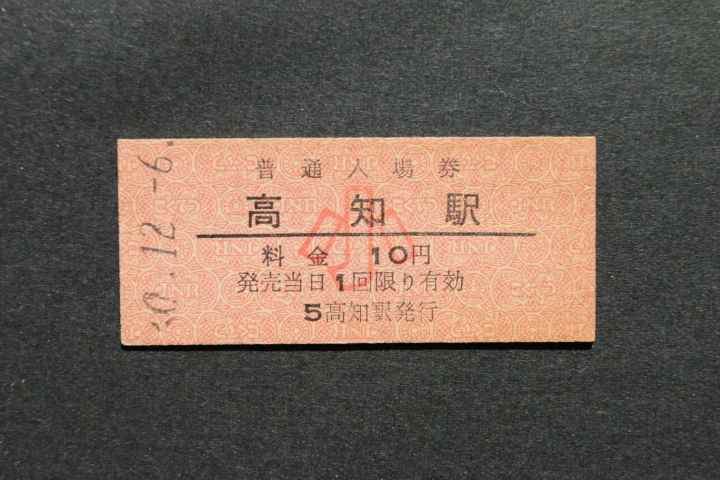 普通入場券
高知駅
料金 10円
発売当日1回限り有効
5高知駅発行
小
30.12.-6.